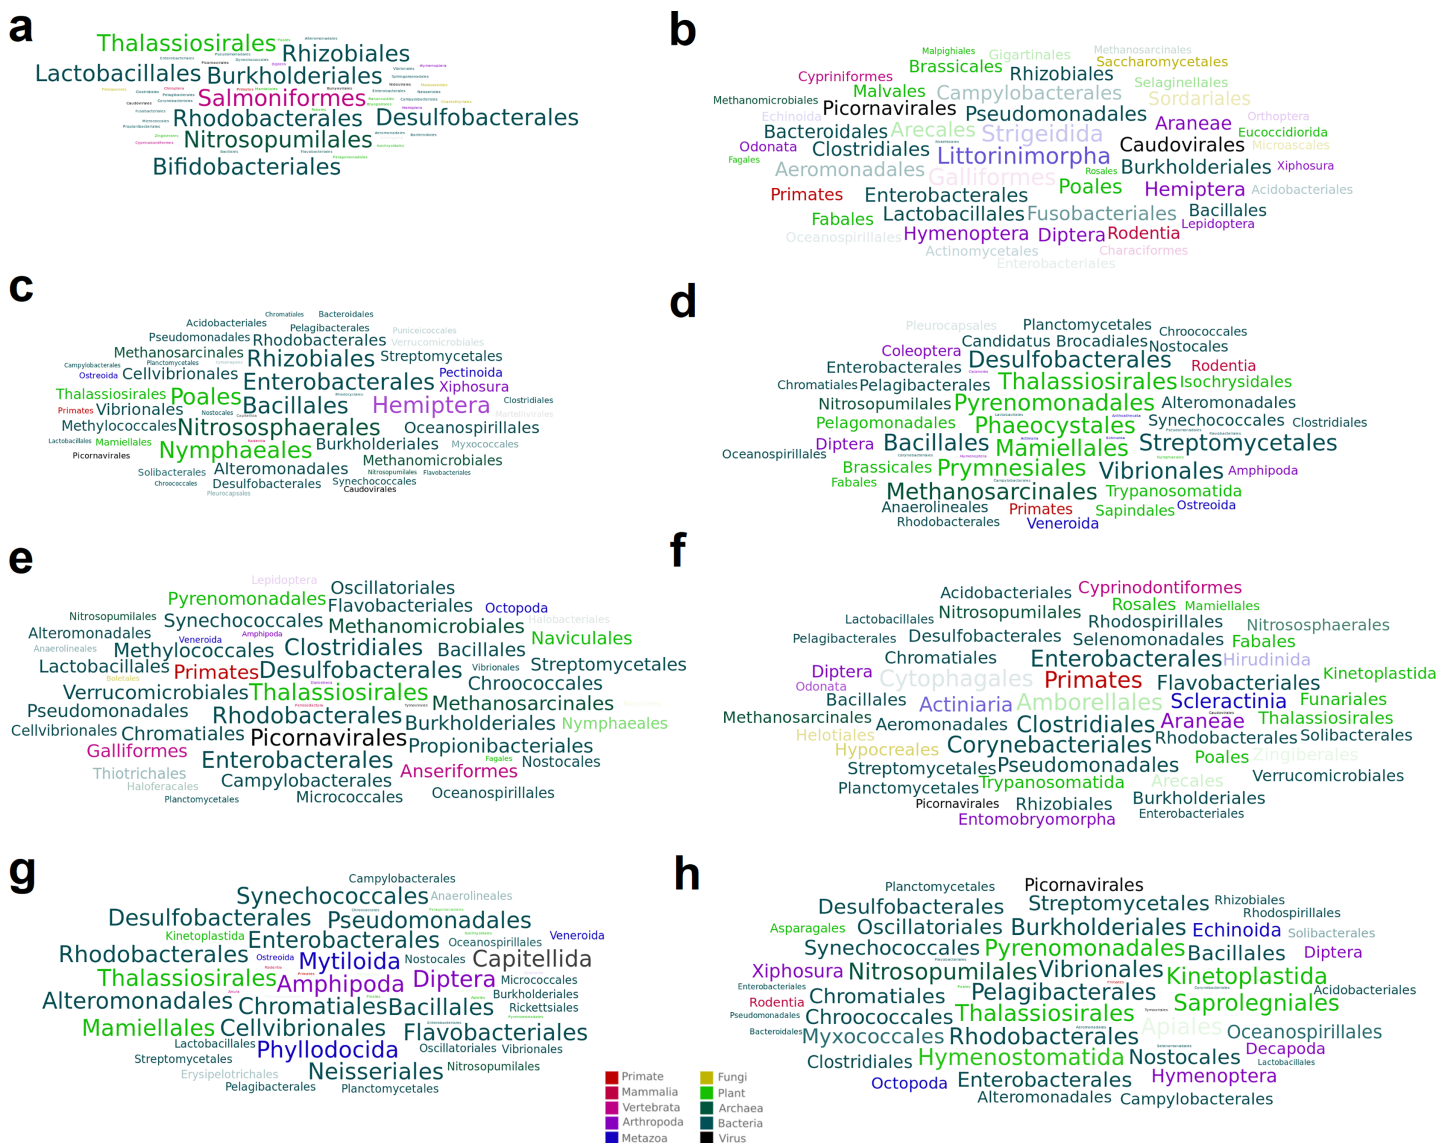 a
Thalassiosirales
Rhizobiales
Lactobacillales Burkholderiales
Salmoniformes
Rhodobacterales Desulfobacterales
Nitrosopumilales
Bifidobacteriales
b
Malpighiales Gigartinales Methanosarcinales
Brassicales Rhizobiales Saccharomycetales
Cypriniformes Malvales Campylobacterales Selaginellales
Methanomicrobiales Picornavirales Pseudomonadales Sordariales
Echinoida Bacteroidales Arecales Strigeidida Araneae Orthoptera
Eucoccidiorida
Odonata Clostridiales Littorinimorpha Caudovirales Microascales
Fagales Aeromonadales Galliformes Rosales Burkholderiales Xiphosura
Primates Enterobacterales Poales Hemiptera Acidobacteriales
Fabales Lactobacillales Fusobacteriales Bacillales
Lepidoptera
Oceanospirillales Hymenoptera Diptera Rodentia
Actinomycetales Characiformes
Enterobacteriales
c
Chromatiales Bacteroidales
Acidobacteriales Pelagibacterales
Pseudomonadales Rhodobacterales Puniceicoccales
Verrucomicrobiales
Methanosarcinales Rhizobiales Streptomycetales
Planctomycetales
Campylobacterales Cellvibrionales Pectinoida
Ostreoida Enterobacterales Xiphosura
Thalassiosirales Poales Bacillales Hemiptera Clostridiales
Primates Vibrionales Nostocales Martellivirales
Methylococcales Nitrososphaerales Oceanospirillales
Lactobacillales Mamiellales Nymphaeales Burkholderiales Myxococcales
Picornavirales Methanomicrobiales
Solibacterales Alteromonadales Nitrosopumilales Flavobacteriales
Chroococcales Desulfobacterales Synechococcales
Pleurocapsales Caudovirales
d
Pleurocapsales Planctomycetales Chroococcales
Candidatus Brocadiales Nostocales
Coleoptera Desulfobacterales Rodentia
Enterobacterales
Chromatiales Pelagibacterales Thalassiosirales Isochrysidales
Nitrosopumilales Pyrenomonadales Alteromonadales
Pelagomonadales Phaeocystales Synechococcales Clostridiales
Diptera Bacillales Mamiellales Streptomycetales
Oceanospirillales
Brassicales Prymnesiales Vibrionales Amphipoda
Fabales
Methanosarcinales Trypanosomatida
Anaerolineales Primates Sapindales Ostreoida
Rhodobacterales Veneroida
e
Lepidoptera Oscillatoriales
Pyrenomonadales Flavobacteriales Octopoda
Nitrosopumilales Synechococcales Methanomicrobiales Halobacteriales
Alteromonadales Veneroida Amphipoda Naviculales
Anaerolineales Methylococcales Clostridiales Bacillales
Lactobacillales Primates Desulfobacterales Vibrionales Streptomycetales
Boletales Chroococcales
Verrucomicrobiales Thalassiosirales Methanosarcinales
Pseudomonadales Rhodobacterales Burkholderiales Nymphaeales
Cellvibrionales Chromatiales Picornavirales Propionibacteriales
Galliformes Enterobacterales Fagales Nostocales
Thiotrichales Anseriformes
Haloferacales Campylobacterales
Planctomycetales Micrococcales Oceanospirillales
f
Acidobacteriales Cyprinodontiformes
Nitrosopumilales Rosales Mamiellales
Lactobacillales Rhodospirillales Nitrososphaerales
Pelagibacterales Desulfobacterales Selenomonadales Fabales
Chromatiales Enterobacterales Hirudinida
Diptera Cytophagales Primates Flavobacteriales Kinetoplastida
Odonata
Bacillales Actiniaria Amborellales Scleractinia Funariales
Methanosarcinales Aeromonadales Clostridiales Araneae Thalassiosirales
Helotiales Rhodobacterales Solibacterales
Hypocreales Corynebacteriales Poales Zingiberales
Streptomycetales Pseudomonadales
Planctomycetales Trypanosomatida Arecales Verrucomicrobiales
Picornavirales Rhizobiales Burkholderiales
Entomobryomorpha Enterobacteriales
g
Campylobacterales
Synechococcales Anaerolineales
Desulfobacterales Pseudomonadales
Kinetoplastida Enterobacterales Oceanospirillales Veneroida
Rhodobacterales Ostreoida Mytiloida Nostocales Capitellida
Thalassiosirales Amphipoda Diptera Micrococcales
Alteromonadales Chromatiales Bacillales Burkholderiales
Rickettsiales
Mamiellales Cellvibrionales Flavobacteriales
Lactobacillales Phyllodocida Oscillatoriales Vibrionales
Streptomycetales
Erysipelotrichales Neisseriales Nitrosopumilales
Pelagibacterales Planctomycetales
h
Planctomycetales Picornavirales
Desulfobacterales Streptomycetales Rhizobiales
Rhodospirillales
Asparagales Oscillatoriales Burkholderiales Echinoida Solibacterales
Synechococcales Pyrenomonadales Bacillales Diptera
Xiphosura Nitrosopumilales Vibrionales Kinetoplastida
Enterobacteriales Chromatiales Pelagibacterales Acidobacteriales
Rodentia Saprolegniales
Pseudomonadales Chroococcales Thalassiosirales
Bacteroidales Myxococcales Rhodobacterales Apiales Oceanospirillales
Clostridiales Hymenostomatida Nostocales Decapoda
Lactobacillales
Octopoda Enterobacterales Hymenoptera
Alteromonadales Campylobacterales
Primate Fungi
Mammalia Plant
Vertebrata Archaea
Arthropoda Bacteria
Metazoa Virus